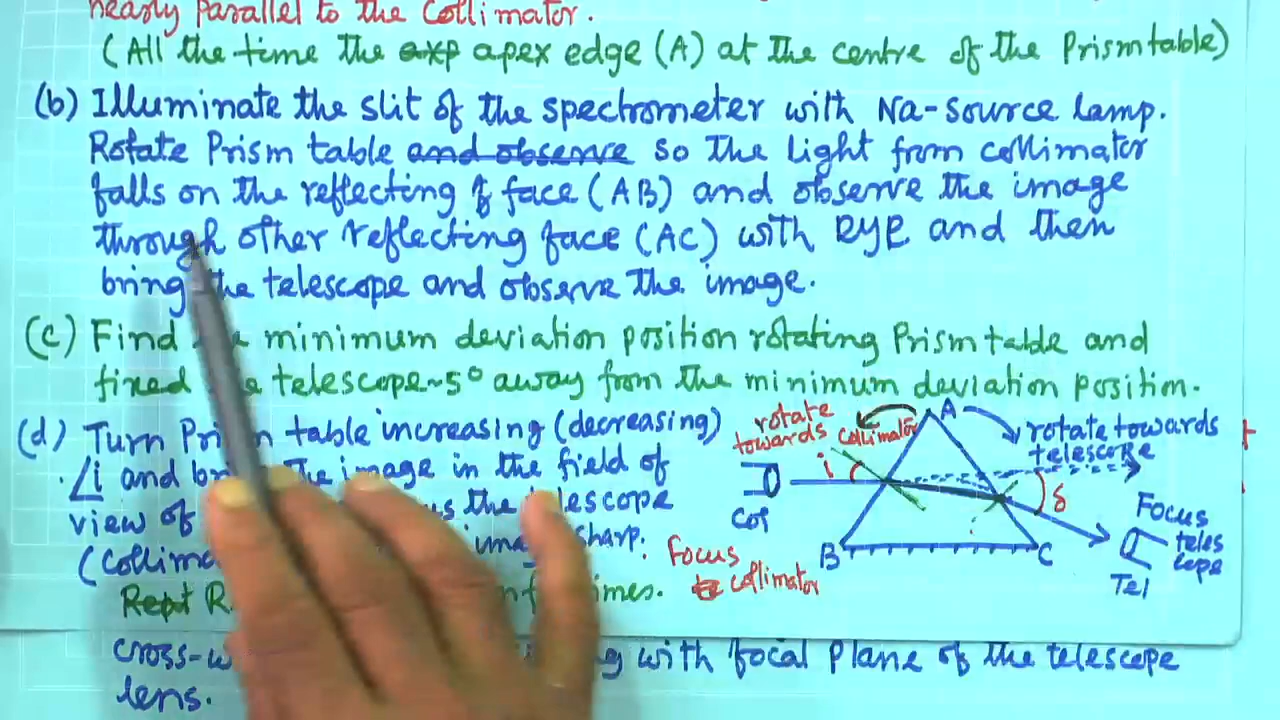 nearly parallel to the collimator.
(All the time the axp apex edge (A) at the centre of the Prism table)
(b) Illuminate the slit of the spectrometer with Na-source lamp.
Rotate Prism table and observe so the light from collimator
falls on the reflecting f face (AB) and observe the image
through other reflecting face (AC) with EYE and then
bring the telescope and observe the image.
(c) Find minimum deviation position rotating Prism table and
fixed telescope ~5° away from the minimum deviation position.
(d) Turn table increasing (decreasing)
∠i and the image in the field of
view of the telescope
(Collima sharp.
Rept times.
cross-w with focal plane of the telescope
lens.
rotate
towards
collimator
A
rotate towards
telescope
i
δ
Col
B
C
Focus
collimator
Focus
teles
cope
Tel